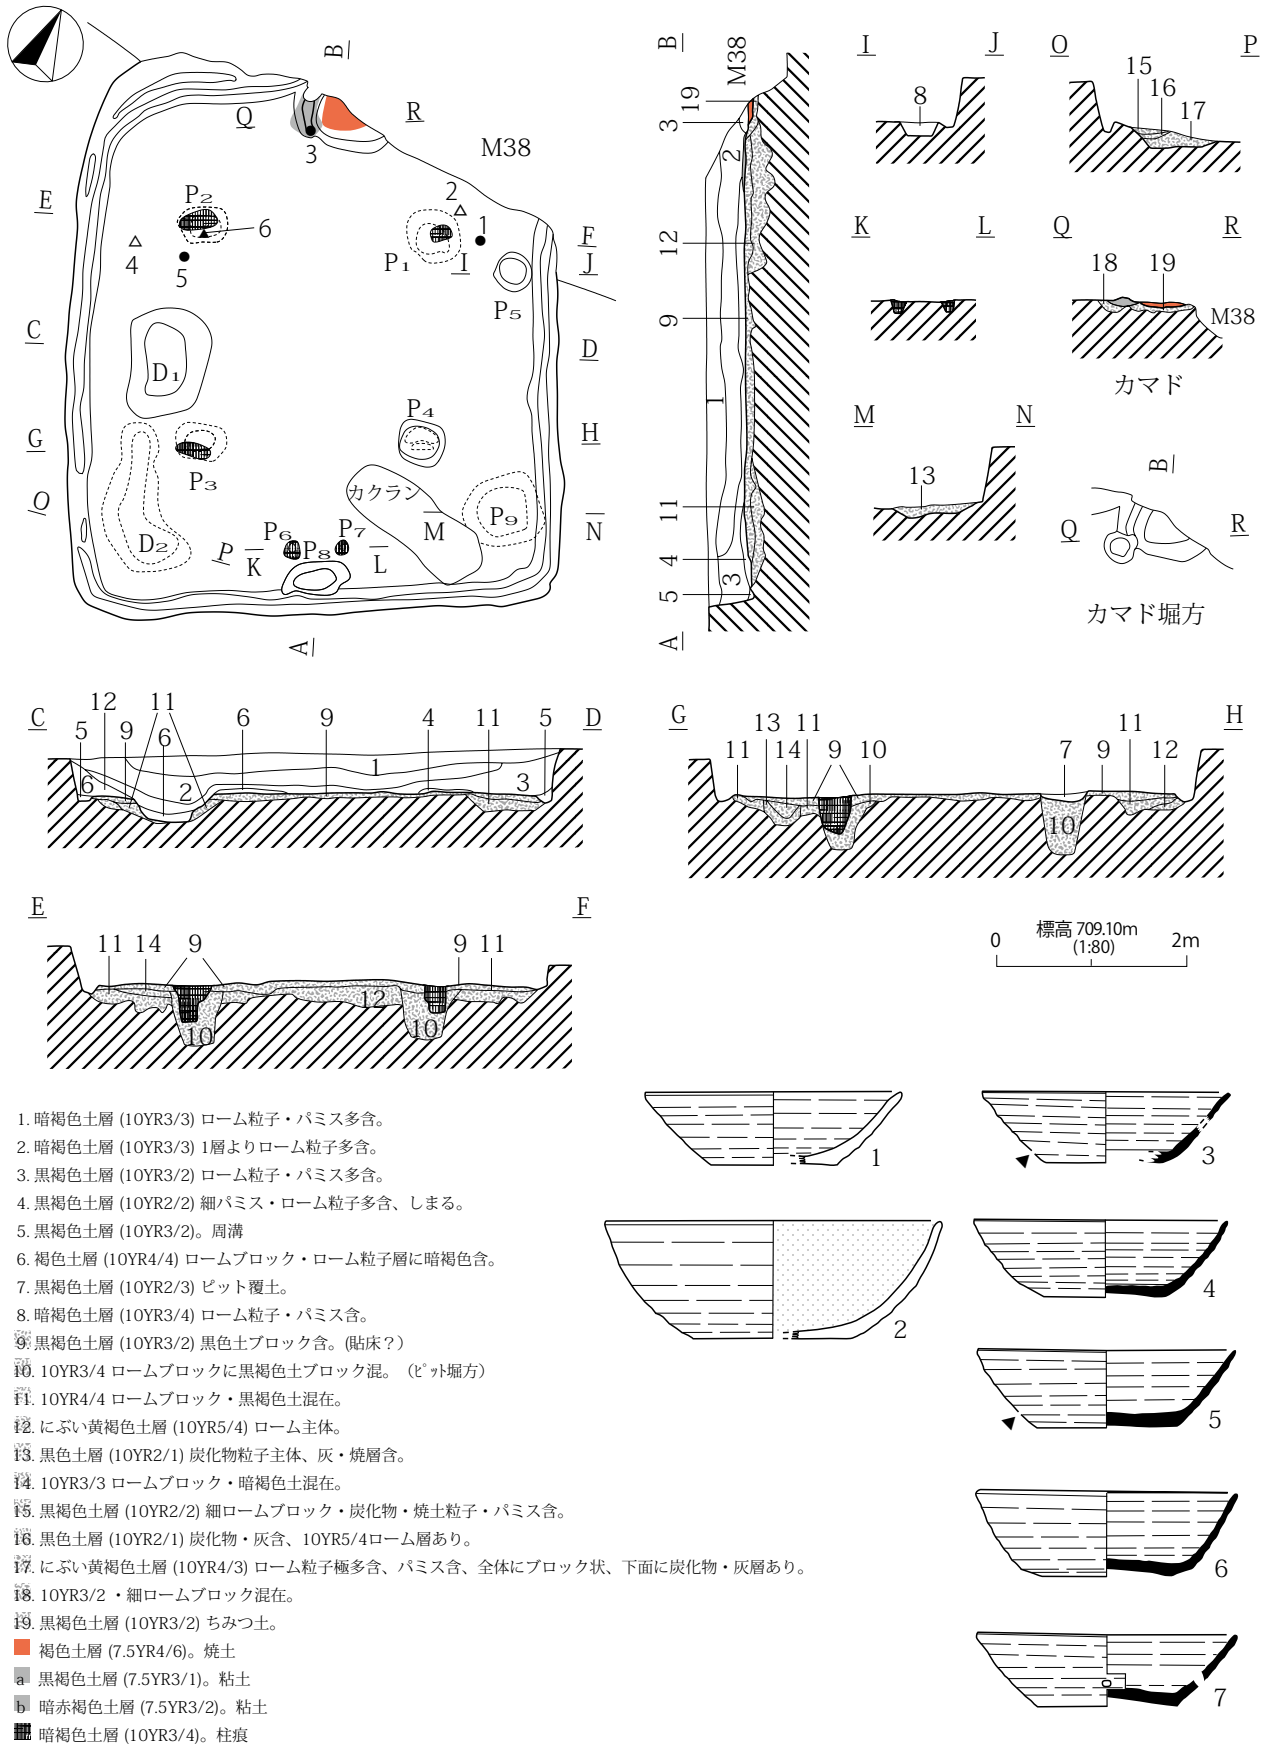 B
Q
R
M38
3
E
P2
2
1
6
F
J
4
5
P1
I
P5
C
D1
D
P4
G
H
P3
カクラン
O
D2
P9
M
N
P
K
P6
P8
P7
L
A
B
M38
19
3
2
12
9
1
11
4
3
5
A
I
J
8
O
P
15
16
17
K
L
Q
R
18
19
M38
カマド
M
N
13
B
Q
R
カマド堀方
C
D
12
11
5
9
6
6
9
4
11
5
1
6
2
3
G
H
13
11
11
14
9
10
7
9
11
12
10
E
F
11
14
9
9
11
12
10
10
標高 709.10m
0
(1:80)
2m
1. 暗褐色土層 (10YR3/3) ローム粒子・パミス多含。
2. 暗褐色土層 (10YR3/3) 1層よりローム粒子多含。
3. 黒褐色土層 (10YR3/2) ローム粒子・パミス多含。
4. 黒褐色土層 (10YR2/2) 細パミス・ローム粒子多含、しまる。
5. 黒褐色土層 (10YR3/2)。周溝
6. 褐色土層 (10YR4/4) ロームブロック・ローム粒子層に暗褐色含。
7. 黒褐色土層 (10YR2/3) ピット覆土。
8. 暗褐色土層 (10YR3/4) ローム粒子・パミス含。
9. 黒褐色土層 (10YR3/2) 黒色土ブロック含。(貼床？)
10. 10YR3/4 ロームブロックに黒褐色土ブロック混。（ﾋﾟｯﾄ堀方）
11. 10YR4/4 ロームブロック・黒褐色土混在。
12. にぶい黄褐色土層 (10YR5/4) ローム主体。
13. 黒色土層 (10YR2/1) 炭化物粒子主体、灰・焼層含。
14. 10YR3/3 ロームブロック・暗褐色土混在。
15. 黒褐色土層 (10YR2/2) 細ロームブロック・炭化物・焼土粒子・パミス含。
16. 黒色土層 (10YR2/1) 炭化物・灰含、10YR5/4ローム層あり。
17. にぶい黄褐色土層 (10YR4/3) ローム粒子極多含、パミス含、全体にブロック状、下面に炭化物・灰層あり。
18. 10YR3/2 ・細ロームブロック混在。
19. 黒褐色土層 (10YR3/2) ちみつ土。
褐色土層 (7.5YR4/6)。焼土
a 黒褐色土層 (7.5YR3/1)。粘土
b 暗赤褐色土層 (7.5YR3/2)。粘土
暗褐色土層 (10YR3/4)。柱痕
1
2
3
4
5
6
7